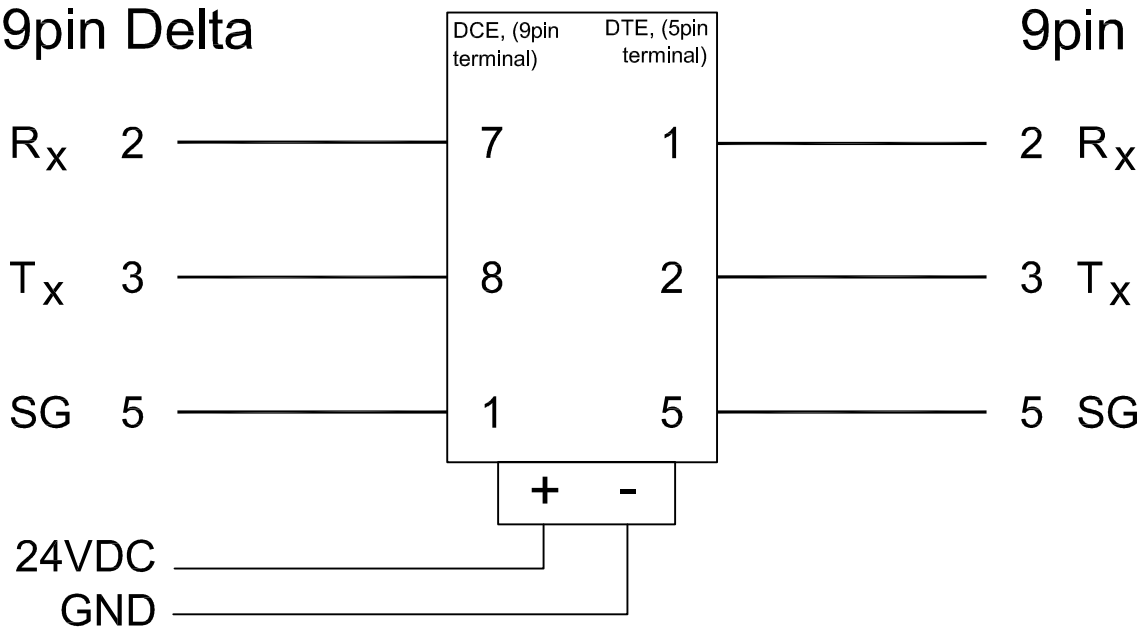 9pin Delta
DCE, (9pin
terminal)
DTE, (5pin
terminal)
9pin
Rx 2 7 1 2 Rx
Tx 3 8 2 3 Tx
SG 5 1 5 5 SG
+ -
24VDC
GND